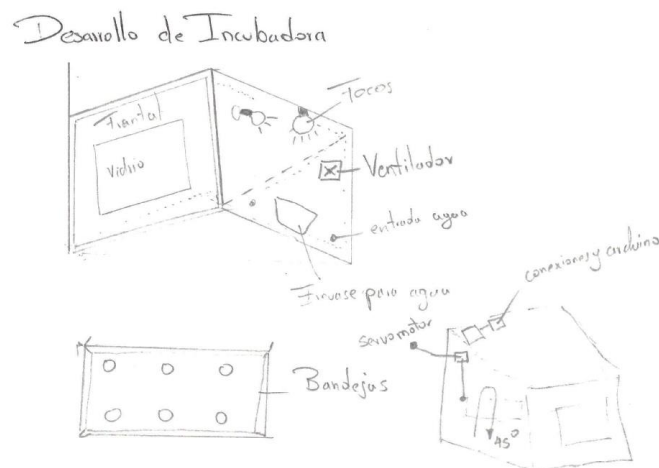 Desarrollo de Incubadora
Focos
Frontal
Vidrio
Ventilador
entrada agua
Envase para agua
conexiones y arduino
servomotor
Bandejas
45°